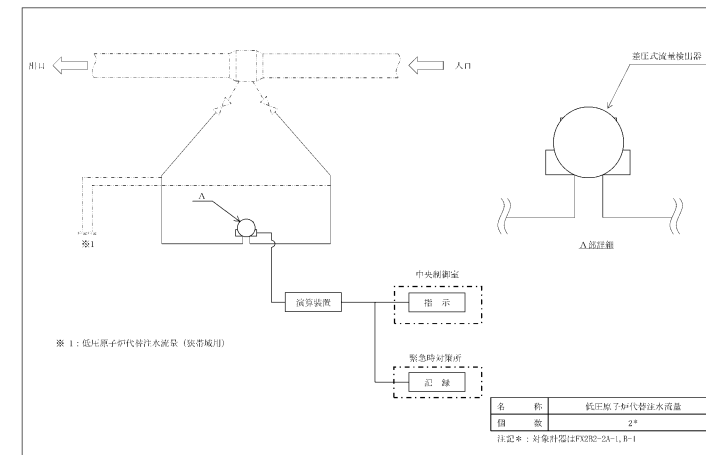 差圧式流量検出器
出口
入口
A
※1
A部詳細
中央制御室
演算装置
指 示
※ 1：低圧原子炉代替注水流量（狭帯域用）
緊急時対策所
記 録
名 称 低圧原子炉代替注水流量
個 数 2*
注記*：対象計器はFX2B2-2A-1,B-1